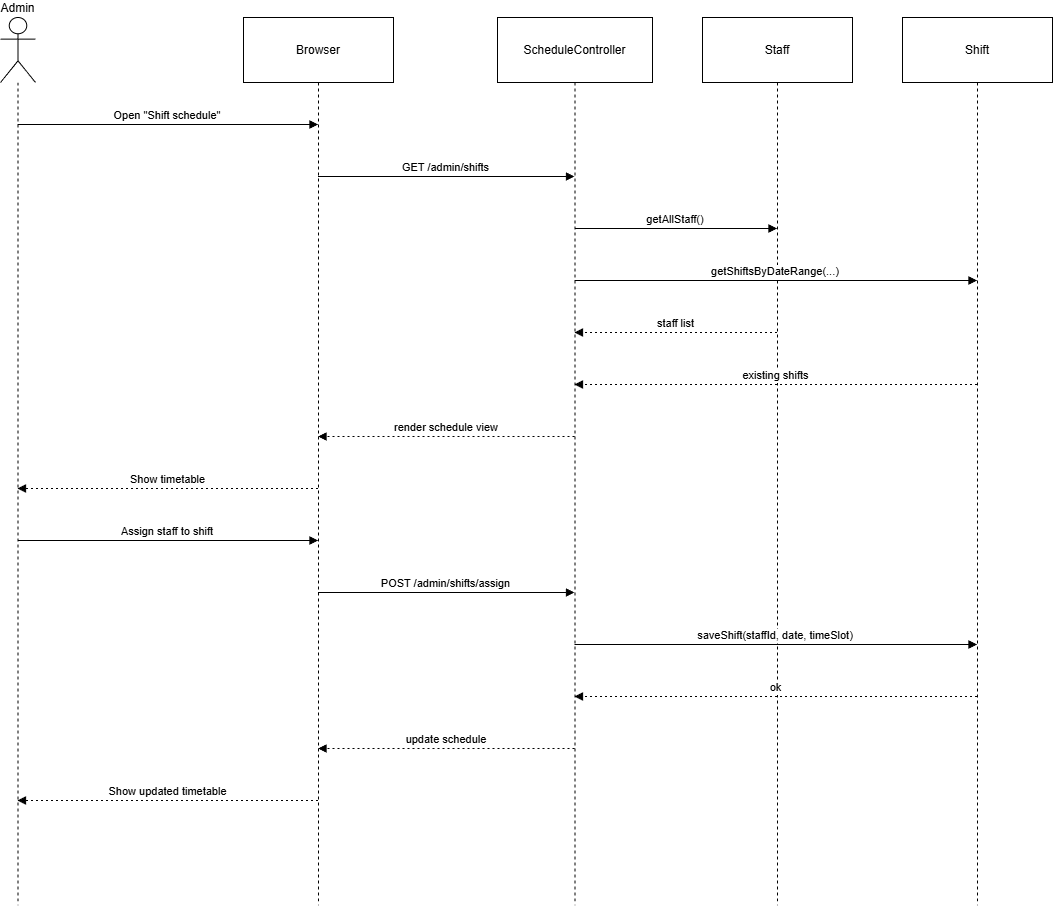 Admin
Browser
ScheduleController
Staff
Shift
Open "Shift schedule"
GET /admin/shifts
getAllStaff()
getShiftsByDateRange(...)
staff list
existing shifts
render schedule view
Show timetable
Assign staff to shift
POST /admin/shifts/assign
saveShift(staffId, date, timeSlot)
ok
update schedule
Show updated timetable